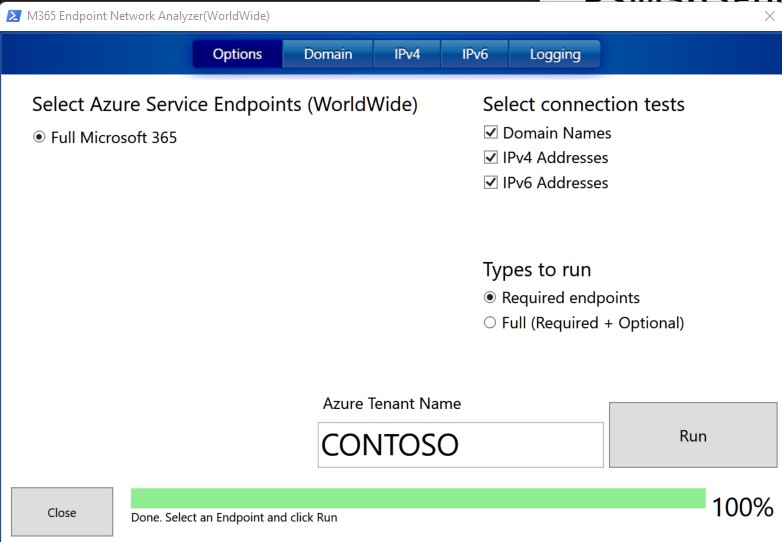 M365 Endpoint Network Analyzer(WorldWide)
Options Domain IPv4 IPv6 Logging
Select Azure Service Endpoints (WorldWide)
Full Microsoft 365
Select connection tests
Domain Names
IPv4 Addresses
IPv6 Addresses
Types to run
Required endpoints
Full (Required + Optional)
Azure Tenant Name
CONTOSO
Run
Close
100%
Done. Select an Endpoint and click Run